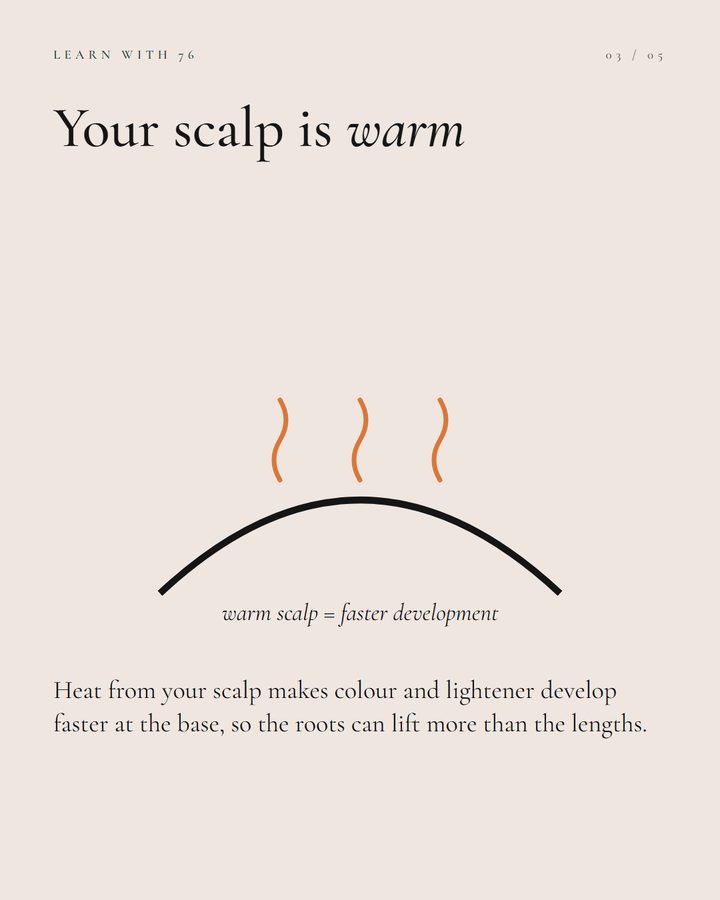 LEARN WITH 76
03 / 05
Your scalp is warm
warm scalp = faster development
Heat from your scalp makes colour and lightener develop
faster at the base, so the roots can lift more than the lengths.